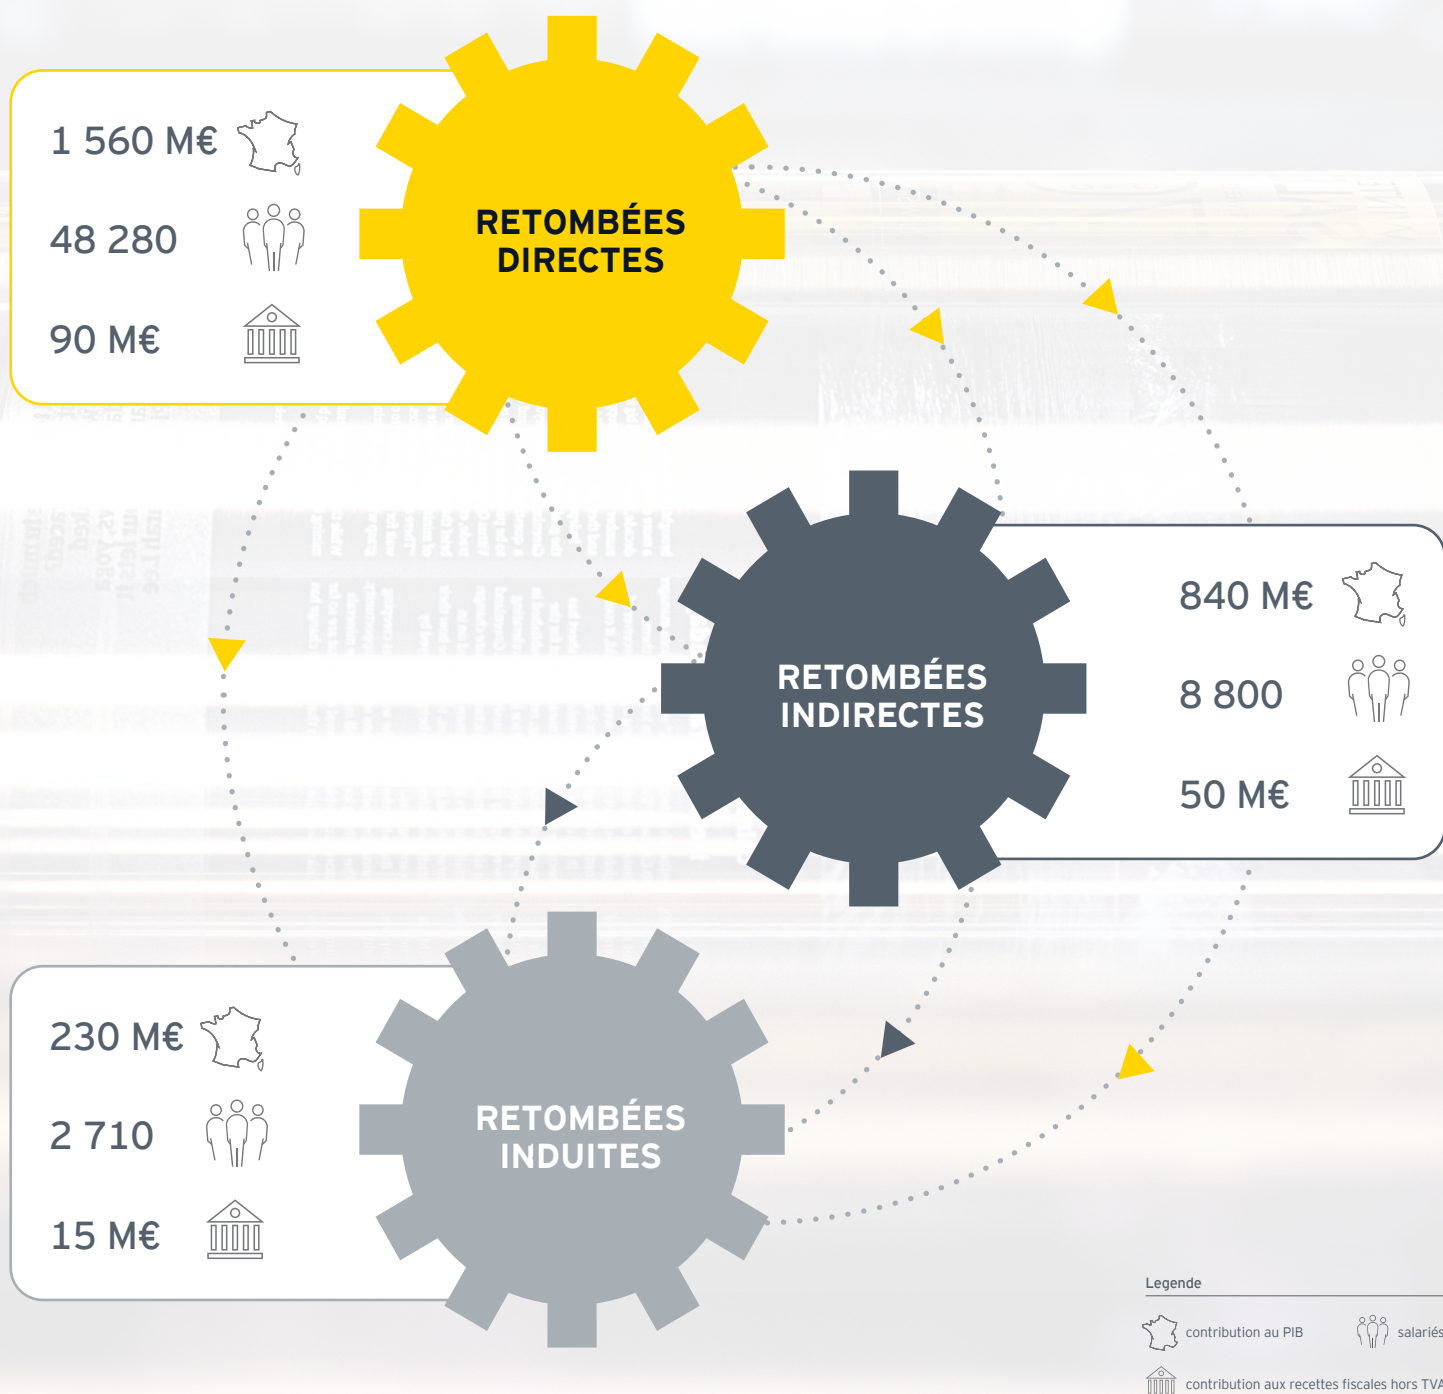 1 560 M€
48 280
90 M€
RETOMBÉES
DIRECTES
840 M€
8 800
50 M€
RETOMBÉES
INDIRECTES
230 M€
2 710
15 M€
RETOMBÉES
INDUITES
Legende
contribution au PIB
salariés
contribution aux recettes fiscales hors TVA